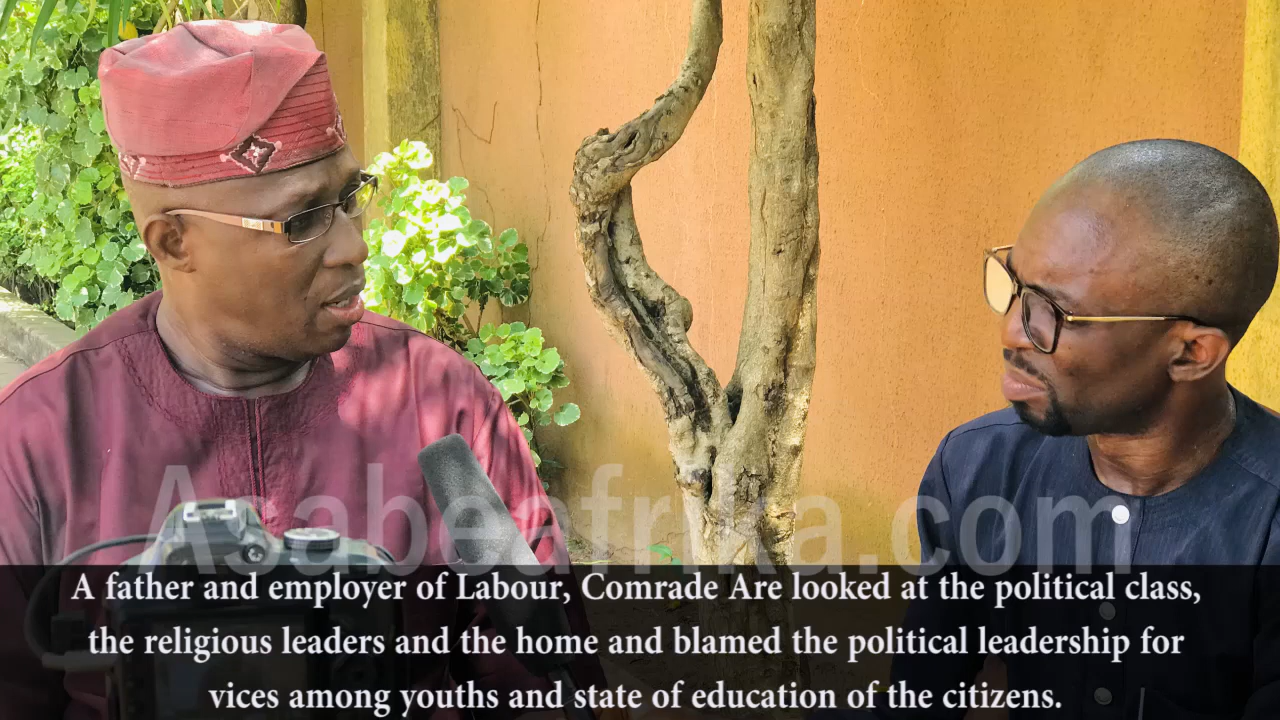 Asabeafrika.com
A father and employer of Labour, Comrade Are looked at the political class,
the religious leaders and the home and blamed the political leadership for
vices among youths and state of education of the citizens.